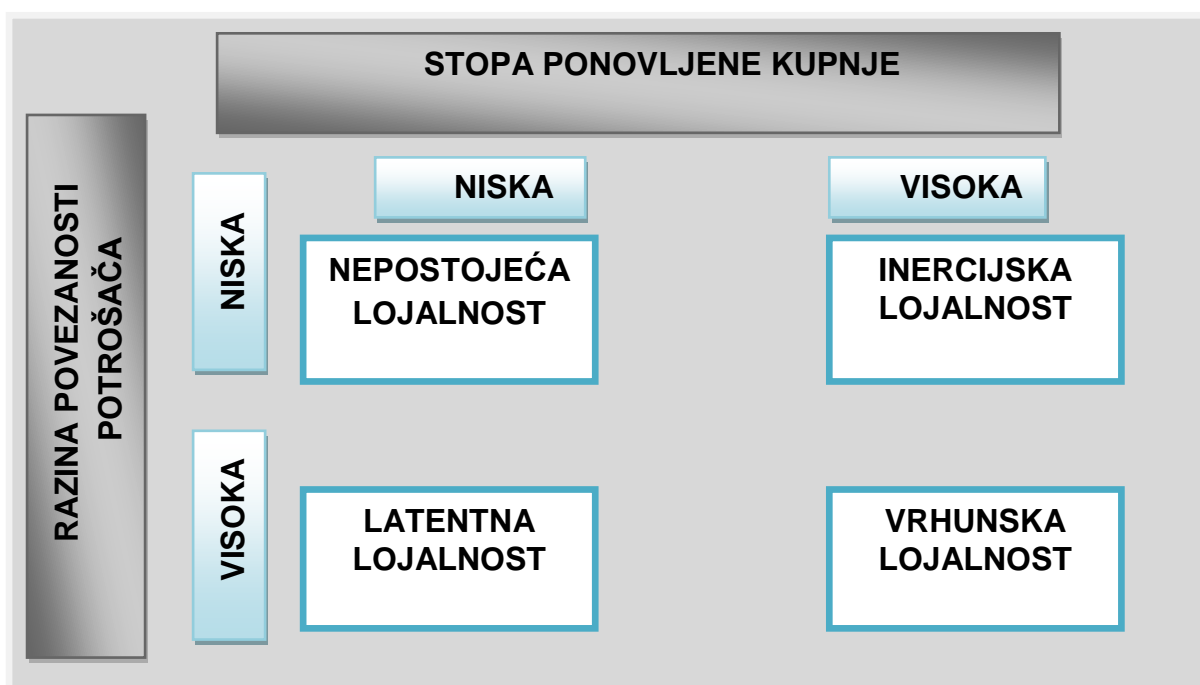 STOPA PONOVLJENE KUPNJE
RAZINA POVEZANOSTI
POTROŠAČA
NISKA
VISOKA
NISKA
NEPOSTOJEĆA
LOJALNOST
INERCIJSKA
LOJALNOST
VISOKA
LATENTNA
LOJALNOST
VRHUNSKA
LOJALNOST